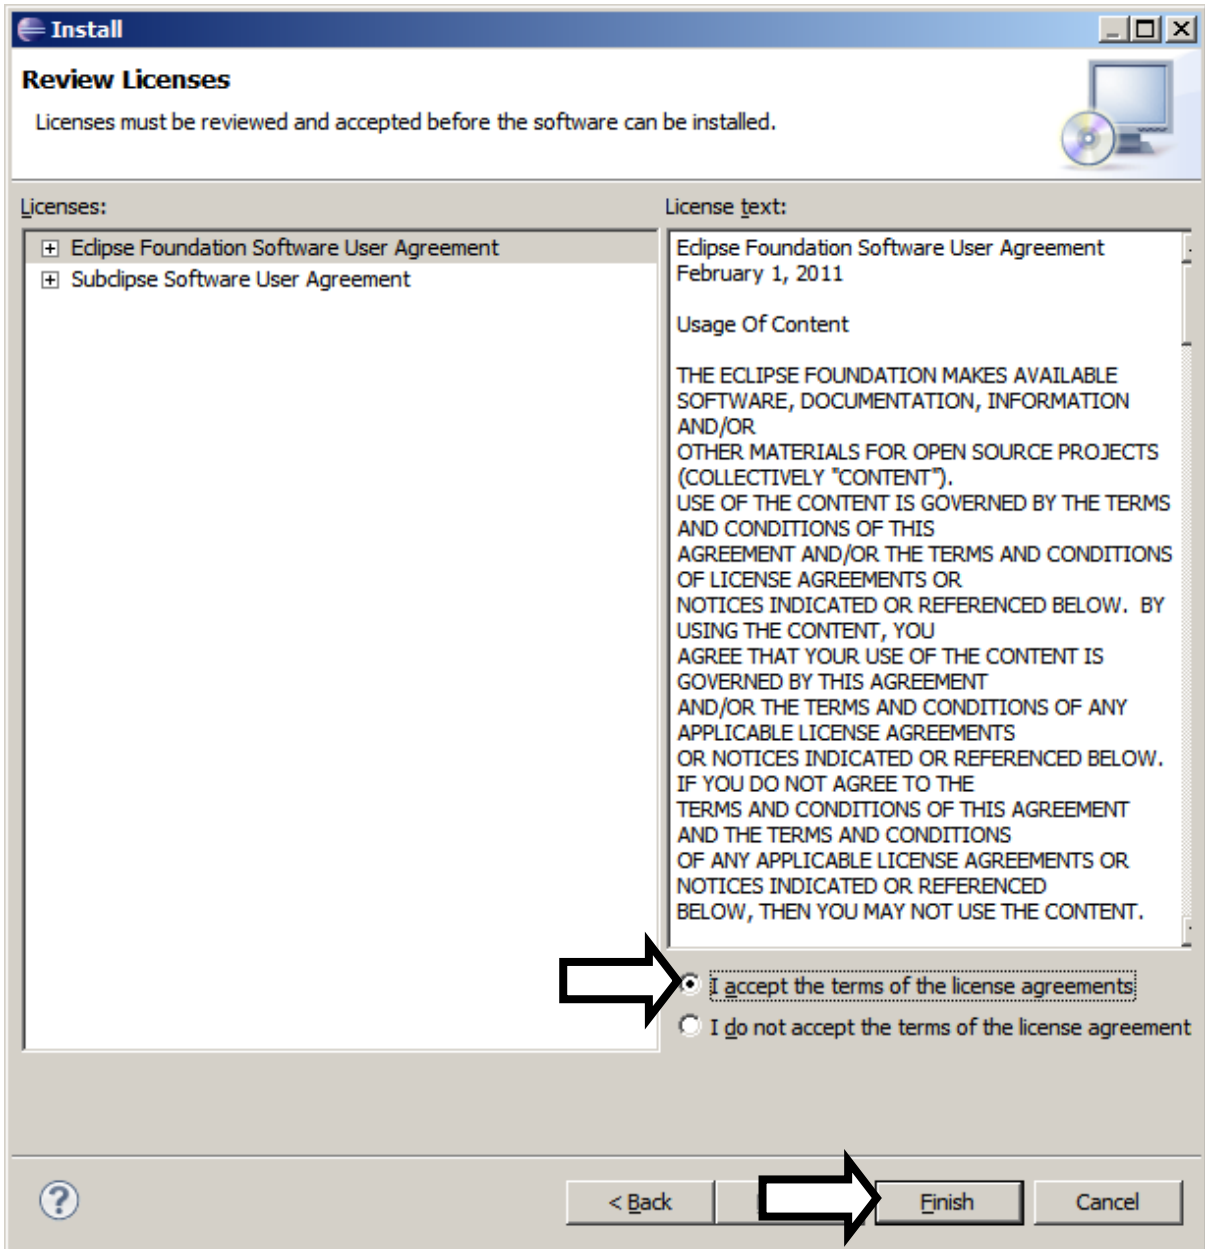 Install
Review Licenses
Licenses must be reviewed and accepted before the software can be installed.
Licenses:
Eclipse Foundation Software User Agreement
Subclipse Software User Agreement
License text:
Eclipse Foundation Software User Agreement
February 1, 2011
Usage Of Content
THE ECLIPSE FOUNDATION MAKES AVAILABLE
SOFTWARE, DOCUMENTATION, INFORMATION
AND/OR
OTHER MATERIALS FOR OPEN SOURCE PROJECTS
(COLLECTIVELY "CONTENT").
USE OF THE CONTENT IS GOVERNED BY THE TERMS
AND CONDITIONS OF THIS
AGREEMENT AND/OR THE TERMS AND CONDITIONS
OF LICENSE AGREEMENTS OR
NOTICES INDICATED OR REFERENCED BELOW.  BY
USING THE CONTENT, YOU
AGREE THAT YOUR USE OF THE CONTENT IS
GOVERNED BY THIS AGREEMENT
AND/OR THE TERMS AND CONDITIONS OF ANY
APPLICABLE LICENSE AGREEMENTS
OR NOTICES INDICATED OR REFERENCED BELOW.
IF YOU DO NOT AGREE TO THE
TERMS AND CONDITIONS OF THIS AGREEMENT
AND THE TERMS AND CONDITIONS
OF ANY APPLICABLE LICENSE AGREEMENTS OR
NOTICES INDICATED OR REFERENCED
BELOW, THEN YOU MAY NOT USE THE CONTENT.
I accept the terms of the license agreements
I do not accept the terms of the license agreement
? < Back Finish Cancel